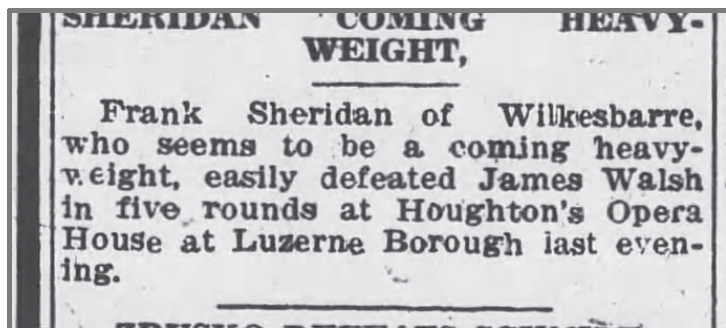 SHERIDAN COMING HEAVY-
WEIGHT,
Frank Sheridan of Wilkesbarre,
who seems to be a coming heavy-
weight, easily defeated James Walsh
in five rounds at Houghton's Opera
House at Luzerne Borough last even-
ing.